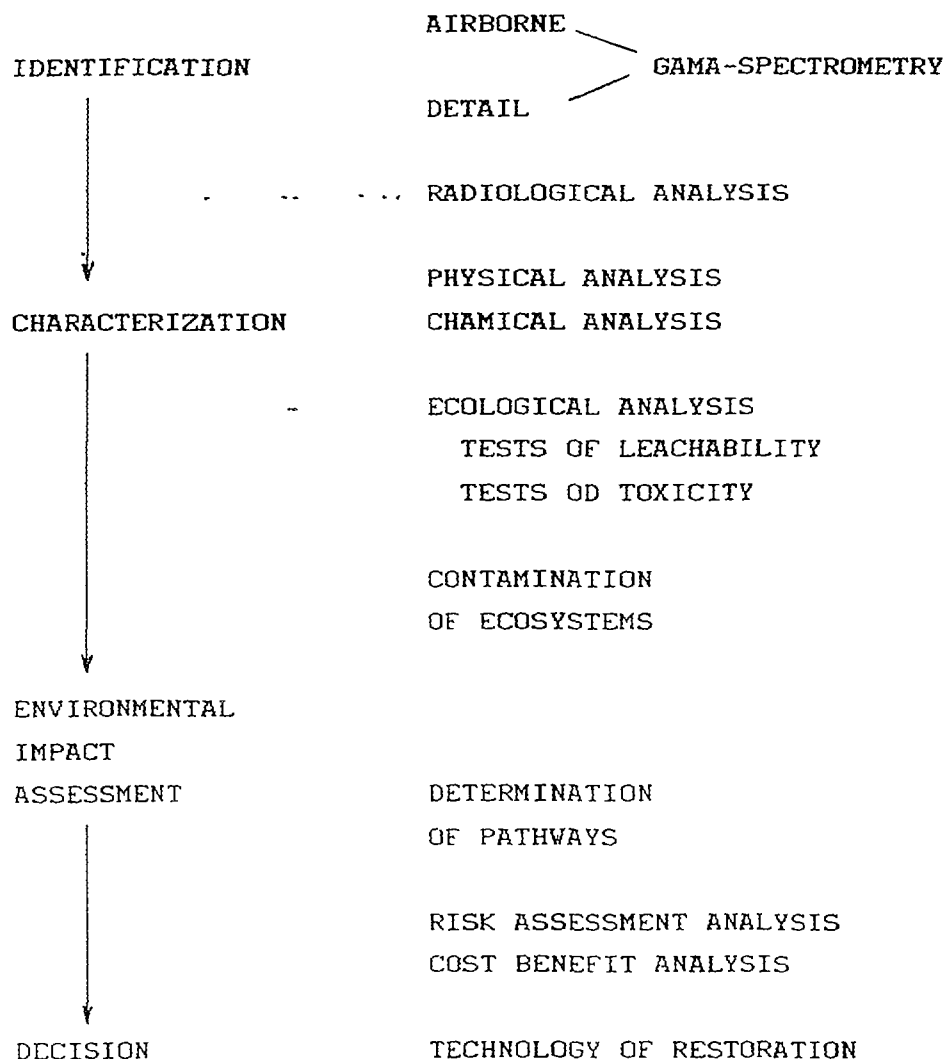 AIRBORNE
IDENTIFICATION GAMA-SPECTROMETRY
DETAIL
RADIOLOGICAL ANALYSIS
PHYSICAL ANALYSIS
CHARACTERIZATION CHAMICAL ANALYSIS
ECOLOGICAL ANALYSIS
TESTS OF LEACHABILITY
TESTS OD TOXICITY
CONTAMINATION
OF ECOSYSTEMS
ENVIRONMENTAL
IMPACT
ASSESSMENT DETERMINATION
OF PATHWAYS
RISK ASSESSMENT ANALYSIS
COST BENEFIT ANALYSIS
DECISION TECHNOLOGY OF RESTORATION